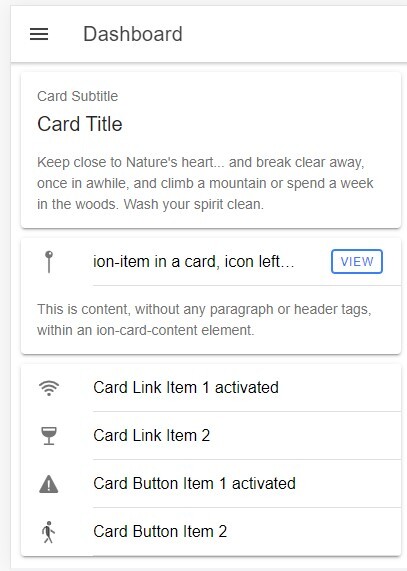 Dashboard
Card Subtitle
Card Title
Keep close to Nature's heart... and break clear away,
once in awhile, and climb a mountain or spend a week
in the woods. Wash your spirit clean.
ion-item in a card, icon left... VIEW
This is content, without any paragraph or header tags,
within an ion-card-content element.
Card Link Item 1 activated
Card Link Item 2
Card Button Item 1 activated
Card Button Item 2